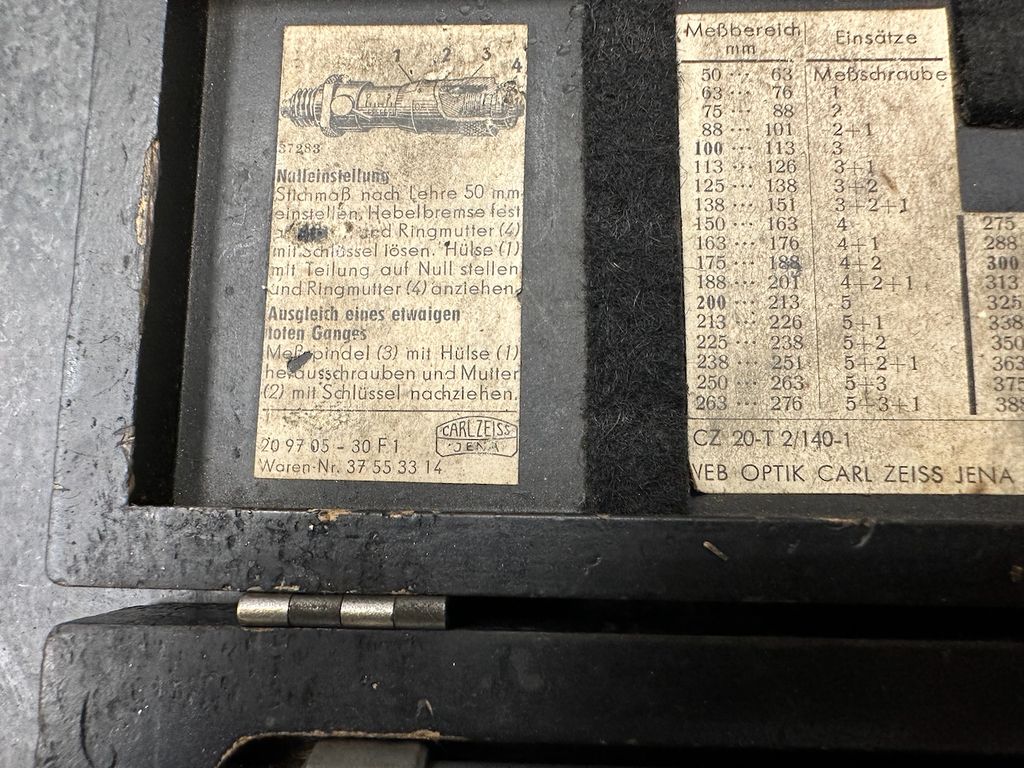 1 2 3 4
37283
Nulleinstellung
Stichmaß nach Lehre 50 mm
einstellen, Hebelbremse fest
und Ringmutter (4)
mit Schlüssel lösen. Hülse (1)
mit Teilung auf Null stellen
und Ringmutter (4) anziehen.
Ausgleich eines etwaigen
toten Ganges
Meßspindel (3) mit Hülse (1)
herausschrauben und Mutter
(2) mit Schlüssel nachziehen.
20 97 05 - 30 F 1
Waren-Nr. 37 55 33 14
CARL ZEISS
JENA
Meßbereich mm Einsätze
50 ··· 63 Meßschraube
63 ··· 76 1
75 ··· 88 2
88 ··· 101 2+1
100 ··· 113 3
113 ··· 126 3+1
125 ··· 138 3+2
138 ··· 151 3+2+1
150 ··· 163 4
163 ··· 176 4+1
175 ··· 188 4+2
188 ··· 201 4+2+1
200 ··· 213 5
213 ··· 226 5+1
225 ··· 238 5+2
238 ··· 251 5+2+1
250 ··· 263 5+3
263 ··· 276 5+3+1
275
288
300
313
325
338
350
363
375
388
CZ 20-T 2/140-1
VEB OPTIK CARL ZEISS JENA